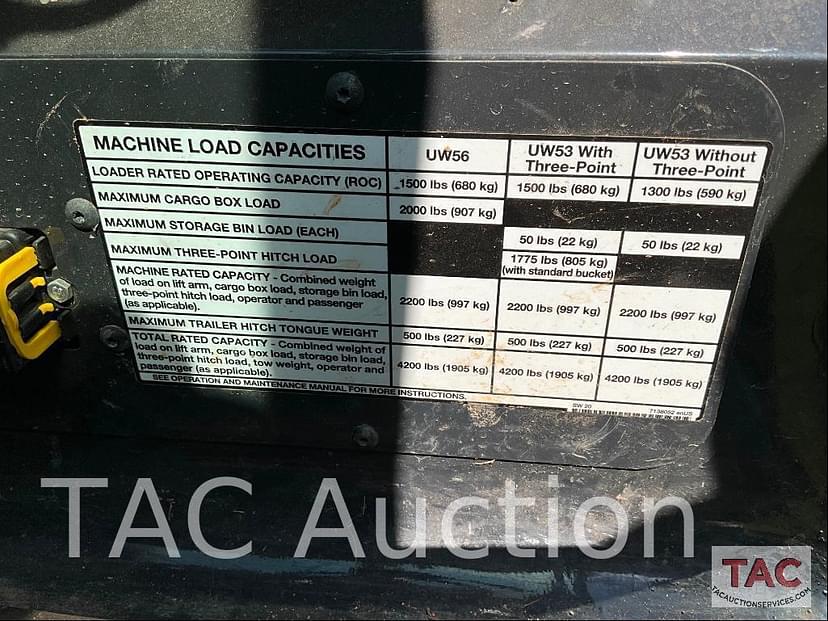 MACHINE LOAD CAPACITIES UW56 UW53 With Three-Point UW53 Without Three-Point
LOADER RATED OPERATING CAPACITY (ROC) 1500 lbs (680 kg) 1500 lbs (680 kg) 1300 lbs (590 kg)
MAXIMUM CARGO BOX LOAD 2000 lbs (907 kg)
MAXIMUM STORAGE BIN LOAD (EACH) 50 lbs (22 kg) 50 lbs (22 kg)
MAXIMUM THREE-POINT HITCH LOAD 1775 lbs (805 kg) (with standard bucket)
MACHINE RATED CAPACITY - Combined weight
of load on lift arm, cargo box load, storage bin load,
three-point hitch load, operator and passenger
(as applicable). 2200 lbs (997 kg) 2200 lbs (997 kg) 2200 lbs (997 kg)
MAXIMUM TRAILER HITCH TONGUE WEIGHT 500 lbs (227 kg) 500 lbs (227 kg) 500 lbs (227 kg)
TOTAL RATED CAPACITY - Combined weight of
load on lift arm, cargo box load, storage bin load,
three-point hitch load, tow weight, operator and
passenger (as applicable). 4200 lbs (1905 kg) 4200 lbs (1905 kg) 4200 lbs (1905 kg)
SEE OPERATION AND MAINTENANCE MANUAL FOR MORE INSTRUCTIONS.
SW 20 7138052 enUS
TAC Auction
TAC
TACAUCTIONSERVICES.COM